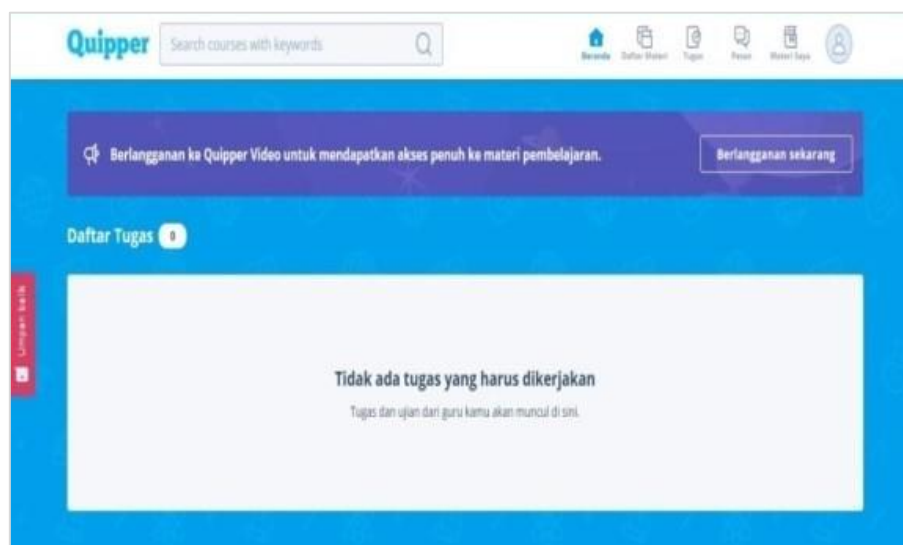 Quipper
Search courses with keywords
Beranda
Daftar Materi
Tugas
Pesan
Materi Saya
Berlangganan ke Quipper Video untuk mendapatkan akses penuh ke materi pembelajaran.
Berlangganan sekarang
Daftar Tugas 0
Umpan balik
Tidak ada tugas yang harus dikerjakan
Tugas dan ujian dari guru kamu akan muncul di sini.